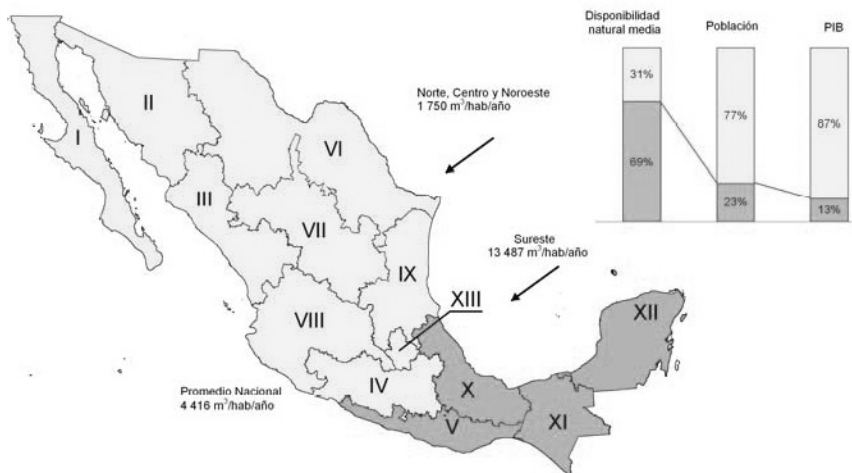 Disponibilidad
natural media
Población
PIB
31%
77%
87%
69%
23%
13%
Norte, Centro y Noroeste
1 750 m³/hab/año
Sureste
13 487 m³/hab/año
Promedio Nacional
4 416 m³/hab/año
I
II
III
VI
VII
IX
XIII
VIII
IV
X
V
XI
XII